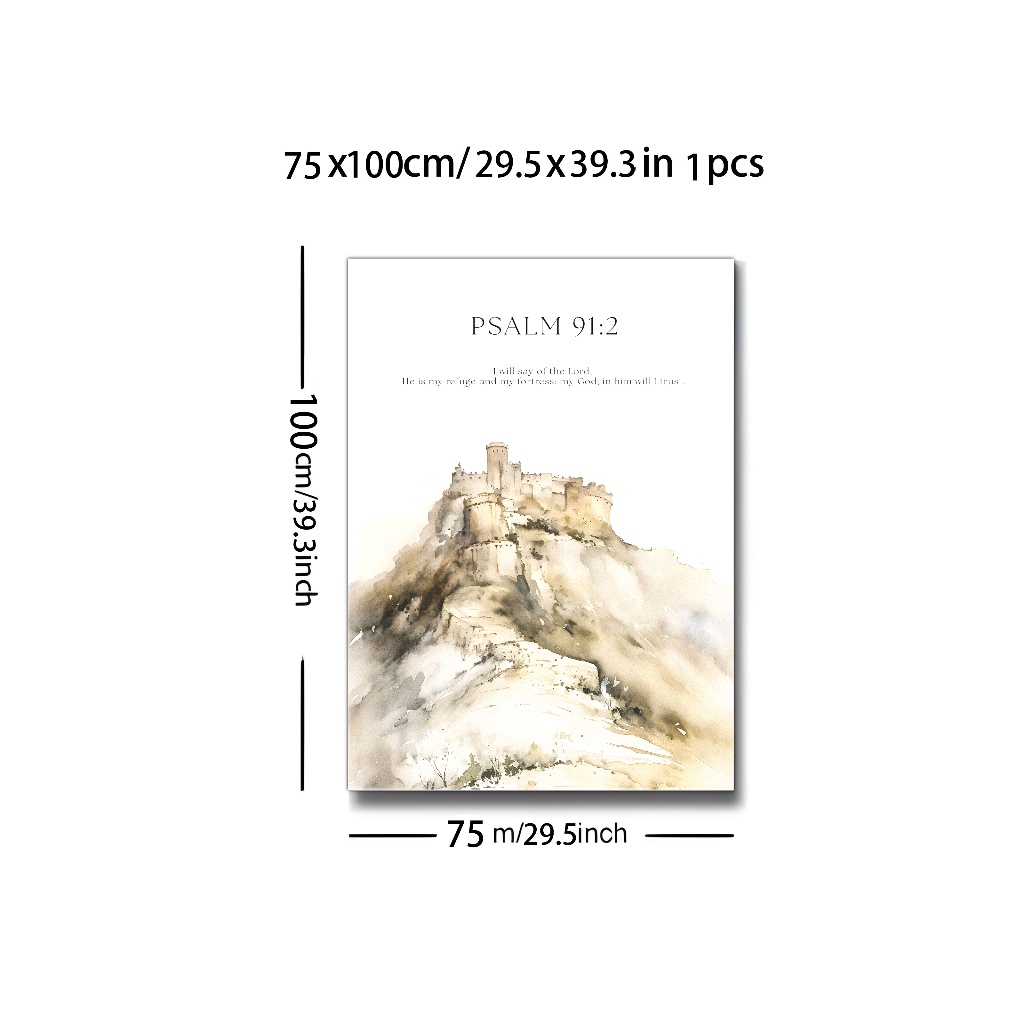 75x100cm/29.5x39.3in 1pcs
PSALM 91:2
I will say of the Lord,
He is my refuge and my fortress: my God; in him will I trust.
100cm/39.3inch
75 m/29.5inch